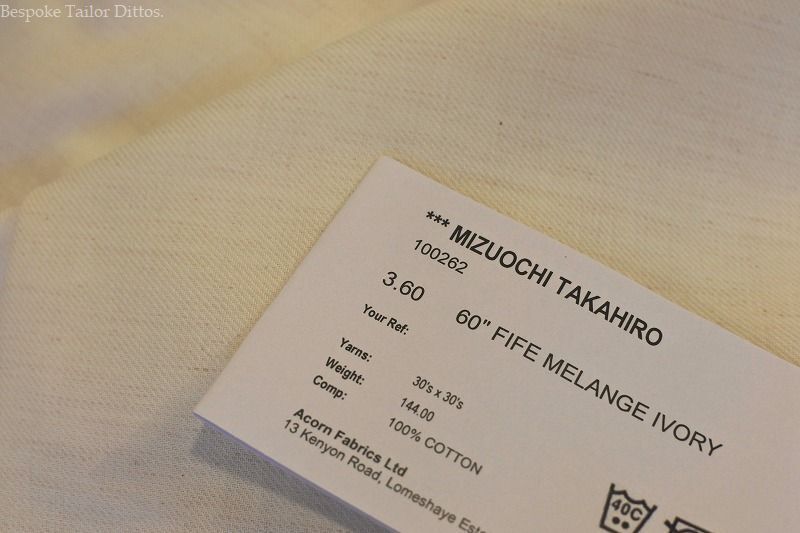 Bespoke Tailor Dittos.
*** MIZUOCHI TAKAHIRO
100262
3.60 60" FIFE MELANGE IVORY
Your Ref:
Yarns: 30's x 30's
Weight: 144.00
Comp: 100% COTTON
Acorn Fabrics Ltd
13 Kenyon Road, Lomeshaye
40C